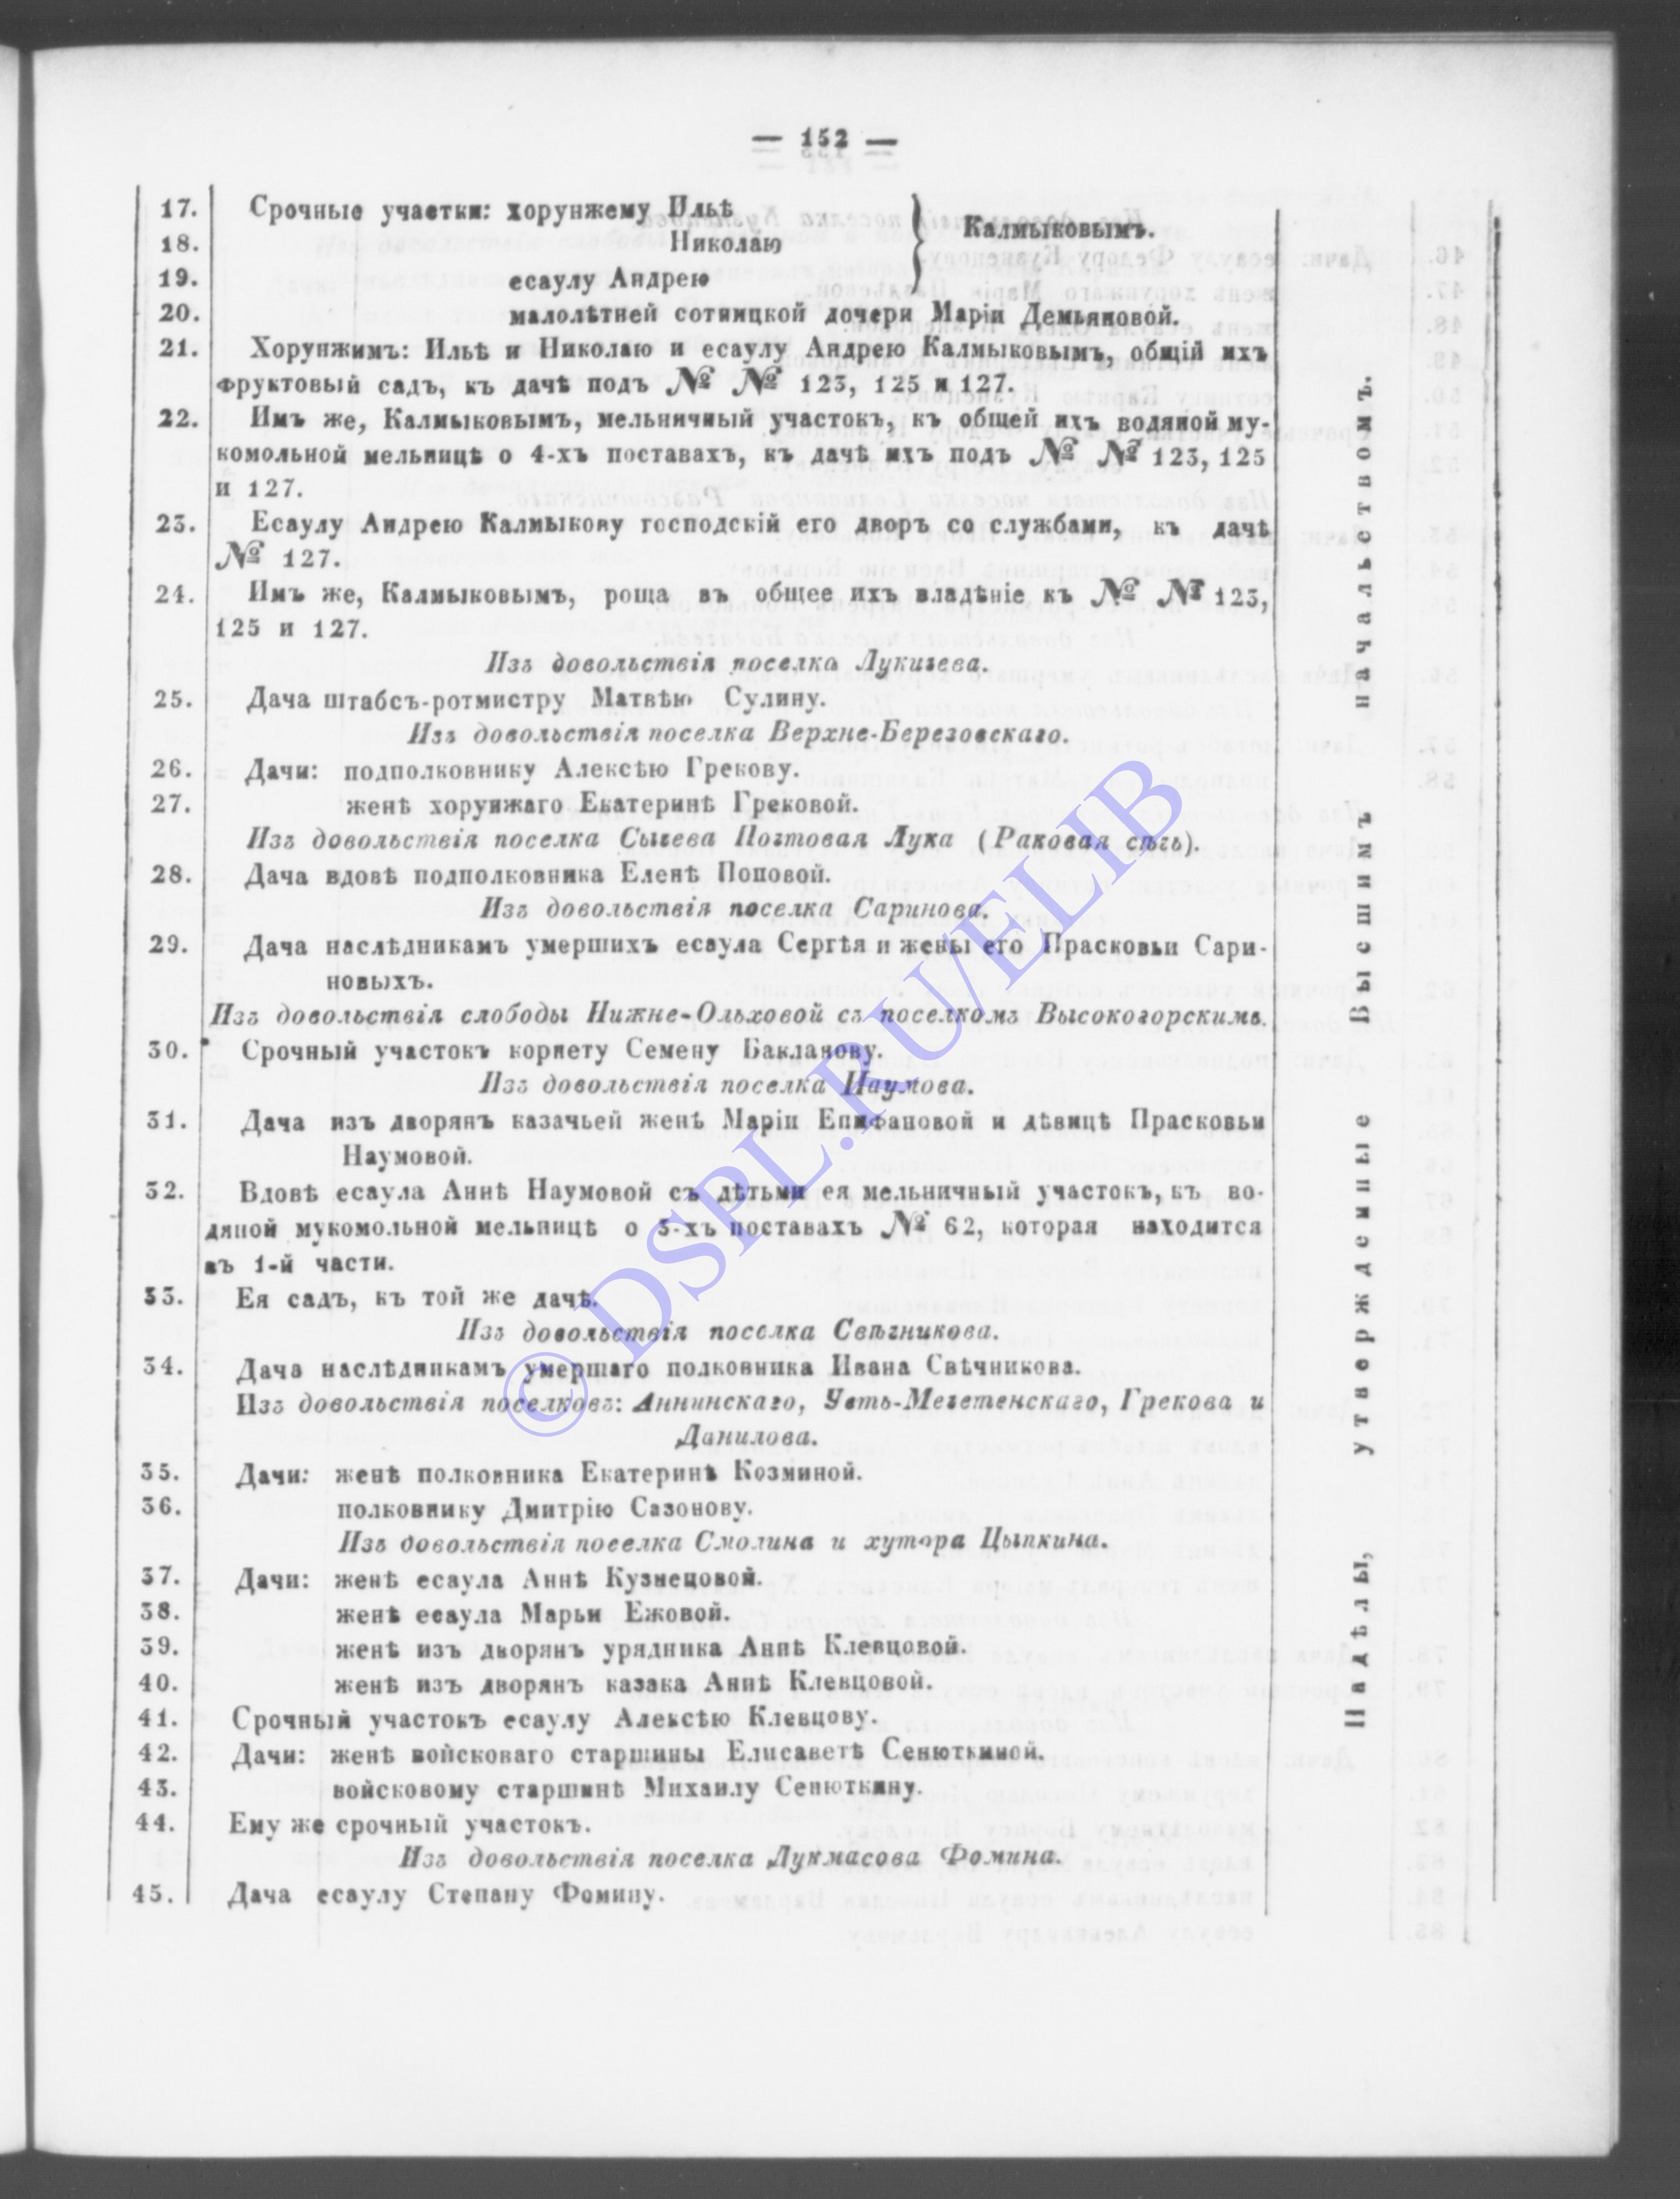 — 152 —
17. Срочные участки: хорунжему Ильѣ
18. Николаю } Калмыковымъ.
19. есаулу Андрею
20. малолѣтней сотницкой дочери Маріи Демьяновой.
21. Хорунжимъ: Ильѣ и Николаю и есаулу Андрею Калмыковымъ, общій ихъ
фруктовый садъ, къ дачѣ подъ № № 123, 125 и 127.
22. Имъ же, Калмыковымъ, мельничный участокъ, къ общей ихъ водяной му-
комольной мельницѣ о 4-хъ поставахъ, къ дачѣ ихъ подъ № № 123, 125
и 127.
23. Есаулу Андрею Калмыкову господскій его дворъ со службами, къ дачѣ
№ 127.
24. Имъ же, Калмыковымъ, роща въ общее ихъ владѣніе къ № № 123,
125 и 127.
Изъ довольствія поселка Лукичева.
25. Дача штабсъ-ротмистру Матвѣю Сулину.
Изъ довольствія поселка Верхне-Березовскаго.
26. Дачи: подполковнику Алексѣю Грекову.
27. женѣ хорунжаго Екатеринѣ Грековой.
Изъ довольствія поселка Сычева Почтовая Лука (Раковая сѣчь).
28. Дача вдовѣ подполковника Еленѣ Поповой.
Изъ довольствія поселка Саринова.
29. Дача наслѣдникамъ умершихъ есаула Сергѣя и жены его Прасковьи Сари-
новыхъ.
Изъ довольствія слободы Нижне-Ольховой съ поселкомъ Высокогорскимъ.
30. Срочный участокъ корнету Семену Бакланову.
Изъ довольствія поселка Наумова.
31. Дача изъ дворянъ казачьей женѣ Маріи Епифановой и дѣвицѣ Прасковьи
Наумовой.
32. Вдовѣ есаула Аннѣ Наумовой съ дѣтьми ея мельничный участокъ, къ во-
дяной мукомольной мельницѣ о 3-хъ поставахъ № 62, которая находится
въ 1-й части.
33. Ея садъ, къ той же дачѣ.
Изъ довольствія поселка Свѣчникова.
34. Дача наслѣдникамъ умершаго полковника Ивана Свѣчникова.
Изъ довольствія поселковъ: Аннинскаго, Усть-Мечетенскаго, Грекова и
Данилова.
35. Дачи: женѣ полковника Екатеринѣ Козминой.
36. полковнику Дмитрію Сазонову.
Изъ довольствія поселка Смолина и хутора Цыпкина.
37. Дачи: женѣ есаула Аннѣ Кузнецовой.
38. женѣ есаула Марьи Ежовой.
39. женѣ изъ дворянъ урядника Аннѣ Клевцовой.
40. женѣ изъ дворянъ казака Аннѣ Клевцовой.
41. Срочный участокъ есаулу Алексѣю Клевцову.
42. Дачи: женѣ войсковаго старшины Елисаветѣ Сенюткиной.
43. войсковому старшинѣ Михаилу Сенюткину.
44. Ему же срочный участокъ.
Изъ довольствія поселка Лукмасова Фомина.
45. Дача есаулу Степану Фомину.
Надѣлы, утвержденные Высшимъ начальствомъ.
© DSPL.RU/ELIB